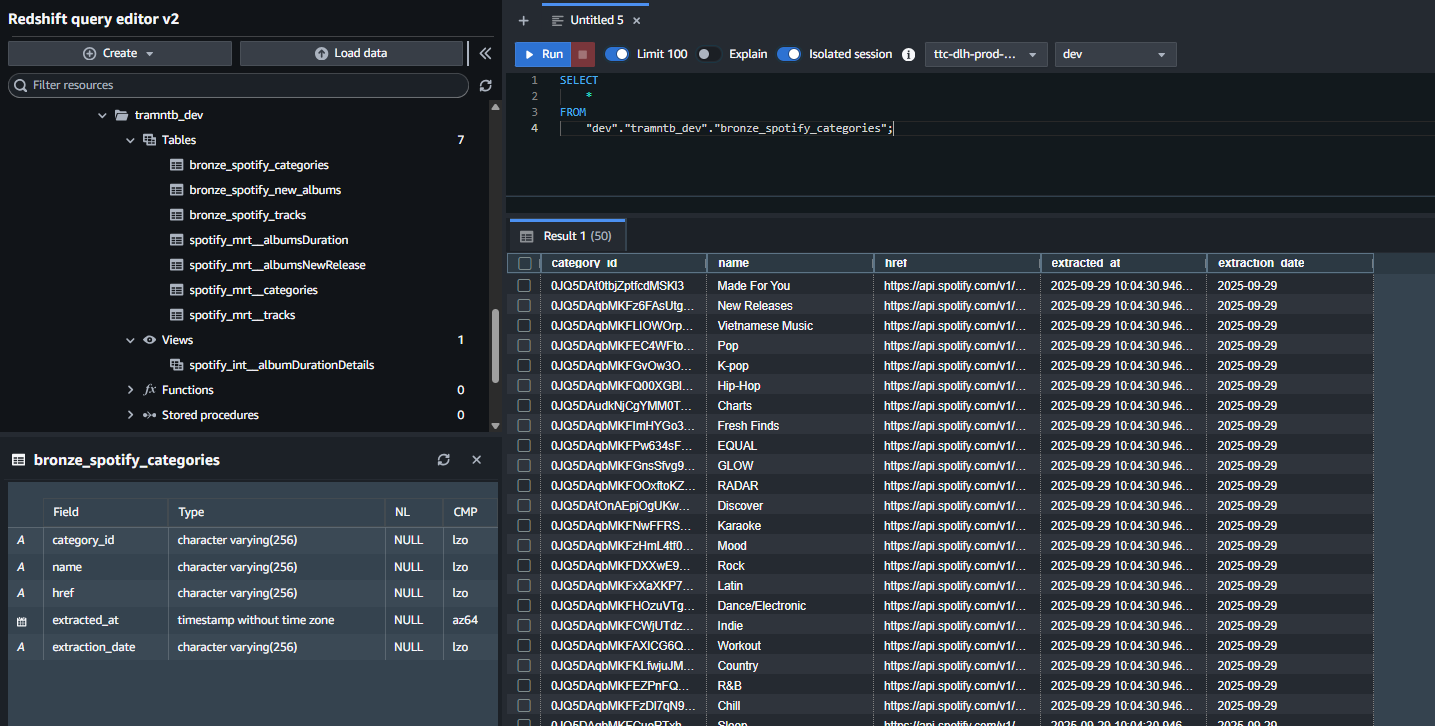 Redshift query editor v2
Create
Load data
Filter resources
tramntb_dev
Tables 7
bronze_spotify_categories
bronze_spotify_new_albums
bronze_spotify_tracks
spotify_mrt__albumsDuration
spotify_mrt__albumsNewRelease
spotify_mrt__categories
spotify_mrt__tracks
Views 1
spotify_int__albumDurationDetails
fx Functions 0
Stored procedures 0
bronze_spotify_categories
Field Type NL CMP
A category_id character varying(256) NULL lzo
A name character varying(256) NULL lzo
A href character varying(256) NULL lzo
extracted_at timestamp without time zone NULL az64
A extraction_date character varying(256) NULL lzo
Untitled 5
Run Limit 100 Explain Isolated session ttc-dlh-prod-... dev
1 SELECT
2 *
3 FROM
4 "dev"."tramntb_dev"."bronze_spotify_categories";
Result 1 (50)
category_id name href extracted_at extraction_date
0JQ5DAt0tbjZptfcdMSKl3 Made For You https://api.spotify.com/v1/... 2025-09-29 10:04:30.946... 2025-09-29
0JQ5DAqbMKFz6FAsUtg... New Releases https://api.spotify.com/v1/... 2025-09-29 10:04:30.946... 2025-09-29
0JQ5DAqbMKFLIOWOrp... Vietnamese Music https://api.spotify.com/v1/... 2025-09-29 10:04:30.946... 2025-09-29
0JQ5DAqbMKFEC4WFto... Pop https://api.spotify.com/v1/... 2025-09-29 10:04:30.946... 2025-09-29
0JQ5DAqbMKFGvOw3O... K-pop https://api.spotify.com/v1/... 2025-09-29 10:04:30.946... 2025-09-29
0JQ5DAqbMKFQ00XGBl... Hip-Hop https://api.spotify.com/v1/... 2025-09-29 10:04:30.946... 2025-09-29
0JQ5DAudkNjCgYMM0T... Charts https://api.spotify.com/v1/... 2025-09-29 10:04:30.946... 2025-09-29
0JQ5DAqbMKFImHYGo3... Fresh Finds https://api.spotify.com/v1/... 2025-09-29 10:04:30.946... 2025-09-29
0JQ5DAqbMKFPw634sF... EQUAL https://api.spotify.com/v1/... 2025-09-29 10:04:30.946... 2025-09-29
0JQ5DAqbMKFGnsSfvg9... GLOW https://api.spotify.com/v1/... 2025-09-29 10:04:30.946... 2025-09-29
0JQ5DAqbMKFOOxftoKZ... RADAR https://api.spotify.com/v1/... 2025-09-29 10:04:30.946... 2025-09-29
0JQ5DAtOnAEpjOgUKw... Discover https://api.spotify.com/v1/... 2025-09-29 10:04:30.946... 2025-09-29
0JQ5DAqbMKFNwFFRS... Karaoke https://api.spotify.com/v1/... 2025-09-29 10:04:30.946... 2025-09-29
0JQ5DAqbMKFzHmL4tf0... Mood https://api.spotify.com/v1/... 2025-09-29 10:04:30.946... 2025-09-29
0JQ5DAqbMKFDXXwE9... Rock https://api.spotify.com/v1/... 2025-09-29 10:04:30.946... 2025-09-29
0JQ5DAqbMKFxXaXKP7... Latin https://api.spotify.com/v1/... 2025-09-29 10:04:30.946... 2025-09-29
0JQ5DAqbMKFHOzuVTg... Dance/Electronic https://api.spotify.com/v1/... 2025-09-29 10:04:30.946... 2025-09-29
0JQ5DAqbMKFCWjUTdz... Indie https://api.spotify.com/v1/... 2025-09-29 10:04:30.946... 2025-09-29
0JQ5DAqbMKFAXlCG6Q... Workout https://api.spotify.com/v1/... 2025-09-29 10:04:30.946... 2025-09-29
0JQ5DAqbMKFKLfwjuJM... Country https://api.spotify.com/v1/... 2025-09-29 10:04:30.946... 2025-09-29
0JQ5DAqbMKFEZPnFQ... R&B https://api.spotify.com/v1/... 2025-09-29 10:04:30.946... 2025-09-29
0JQ5DAqbMKFFzDl7qN9... Chill https://api.spotify.com/v1/... 2025-09-29 10:04:30.946... 2025-09-29